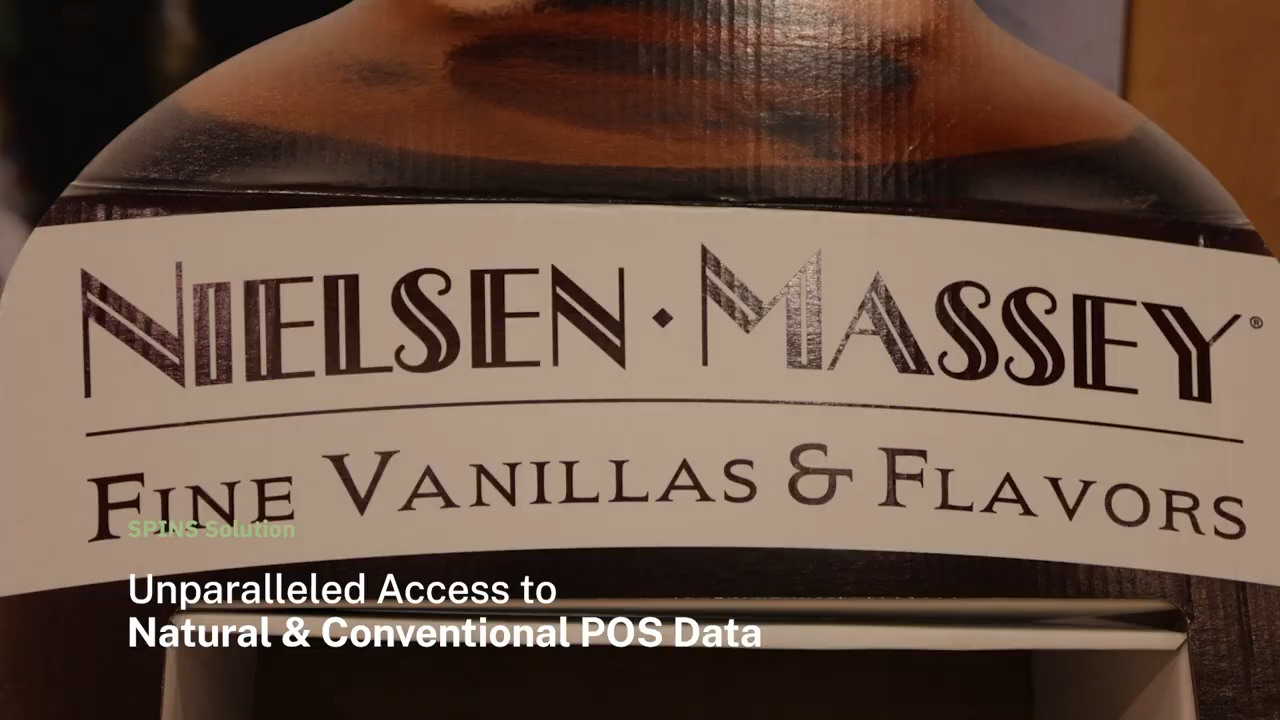 NIELSEN · MASSEY®
FINE VANILLAS & FLAVORS
SPINS Solution
Unparalleled Access to
Natural & Conventional POS Data